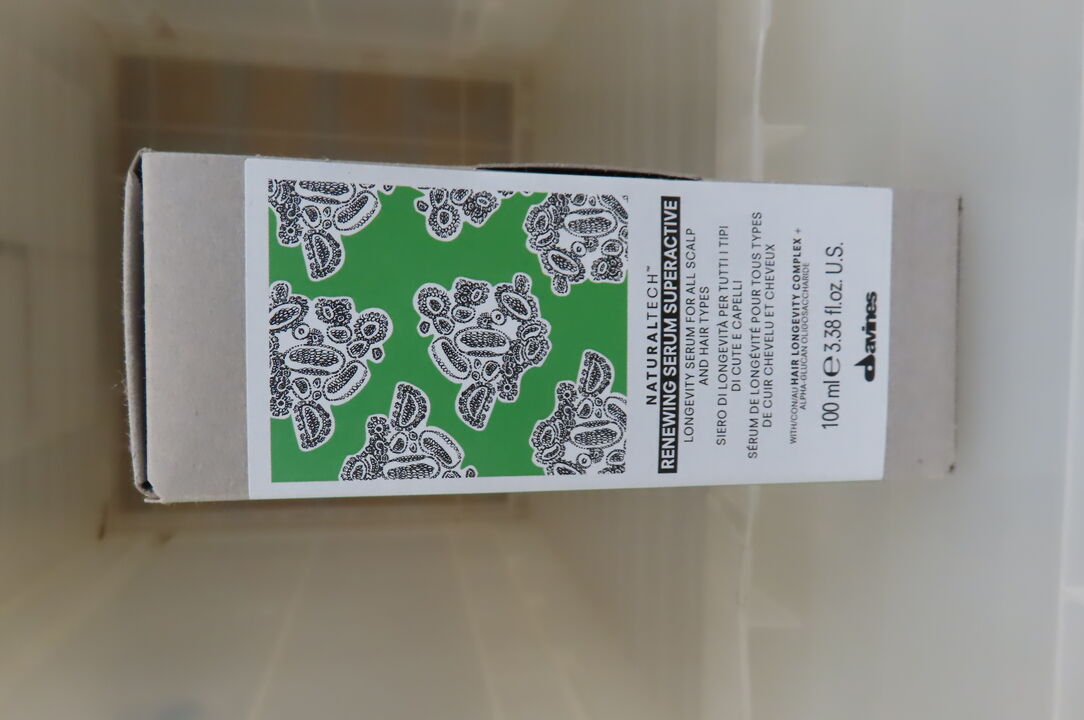 NATURALTECH™
RENEWING SERUM SUPERACTIVE
LONGEVITY SERUM FOR ALL SCALP
AND HAIR TYPES
SIERO DI LONGEVITÀ PER TUTTI I TIPI
DI CUTE E CAPELLI
SÉRUM DE LONGÉVITÉ POUR TOUS TYPES
DE CUIR CHEVELU ET CHEVEUX
WITH/CON/AU HAIR LONGEVITY COMPLEX +
ALPHA-GLUCAN OLIGOSACCHARIDE
100 ml ℮ 3.38 fl.oz. U.S.
davines